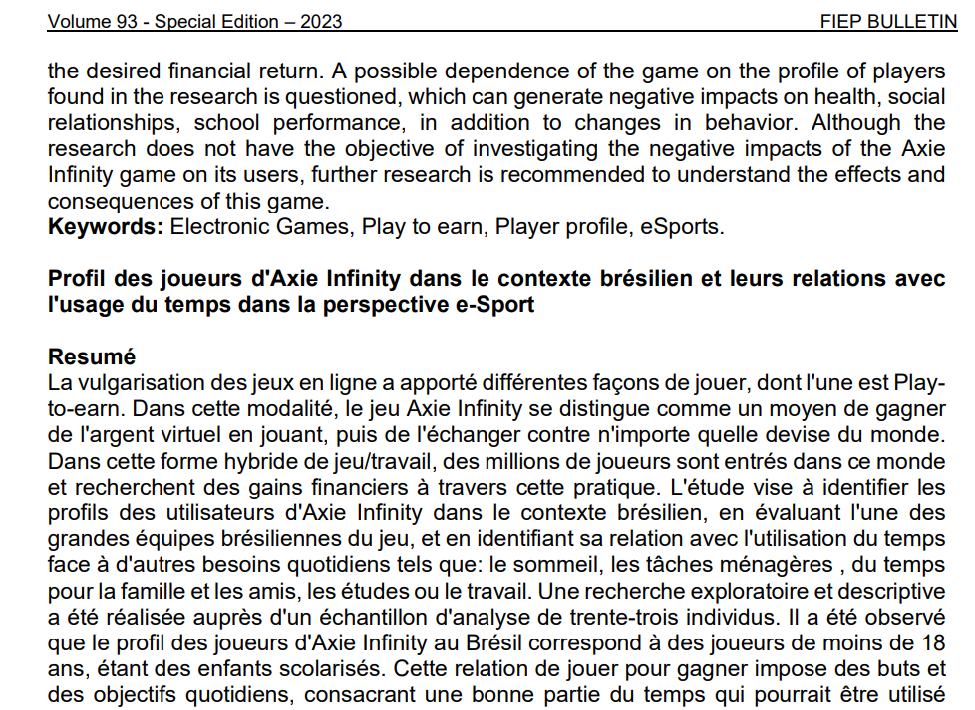 Volume 93 - Special Edition – 2023 FIEP BULLETIN
the desired financial return. A possible dependence of the game on the profile of players
found in the research is questioned, which can generate negative impacts on health, social
relationships, school performance, in addition to changes in behavior. Although the
research does not have the objective of investigating the negative impacts of the Axie
Infinity game on its users, further research is recommended to understand the effects and
consequences of this game.
Keywords: Electronic Games, Play to earn, Player profile, eSports.
Profil des joueurs d'Axie Infinity dans le contexte brésilien et leurs relations avec
l'usage du temps dans la perspective e-Sport
Resumé
La vulgarisation des jeux en ligne a apporté différentes façons de jouer, dont l'une est Play-
to-earn. Dans cette modalité, le jeu Axie Infinity se distingue comme un moyen de gagner
de l'argent virtuel en jouant, puis de l'échanger contre n'importe quelle devise du monde.
Dans cette forme hybride de jeu/travail, des millions de joueurs sont entrés dans ce monde
et recherchent des gains financiers à travers cette pratique. L'étude vise à identifier les
profils des utilisateurs d'Axie Infinity dans le contexte brésilien, en évaluant l'une des
grandes équipes brésiliennes du jeu, et en identifiant sa relation avec l'utilisation du temps
face à d'autres besoins quotidiens tels que: le sommeil, les tâches ménagères , du temps
pour la famille et les amis, les études ou le travail. Une recherche exploratoire et descriptive
a été réalisée auprès d'un échantillon d'analyse de trente-trois individus. Il a été observé
que le profil des joueurs d'Axie Infinity au Brésil correspond à des joueurs de moins de 18
ans, étant des enfants scolarisés. Cette relation de jouer pour gagner impose des buts et
des objectifs quotidiens, consacrant une bonne partie du temps qui pourrait être utilisé